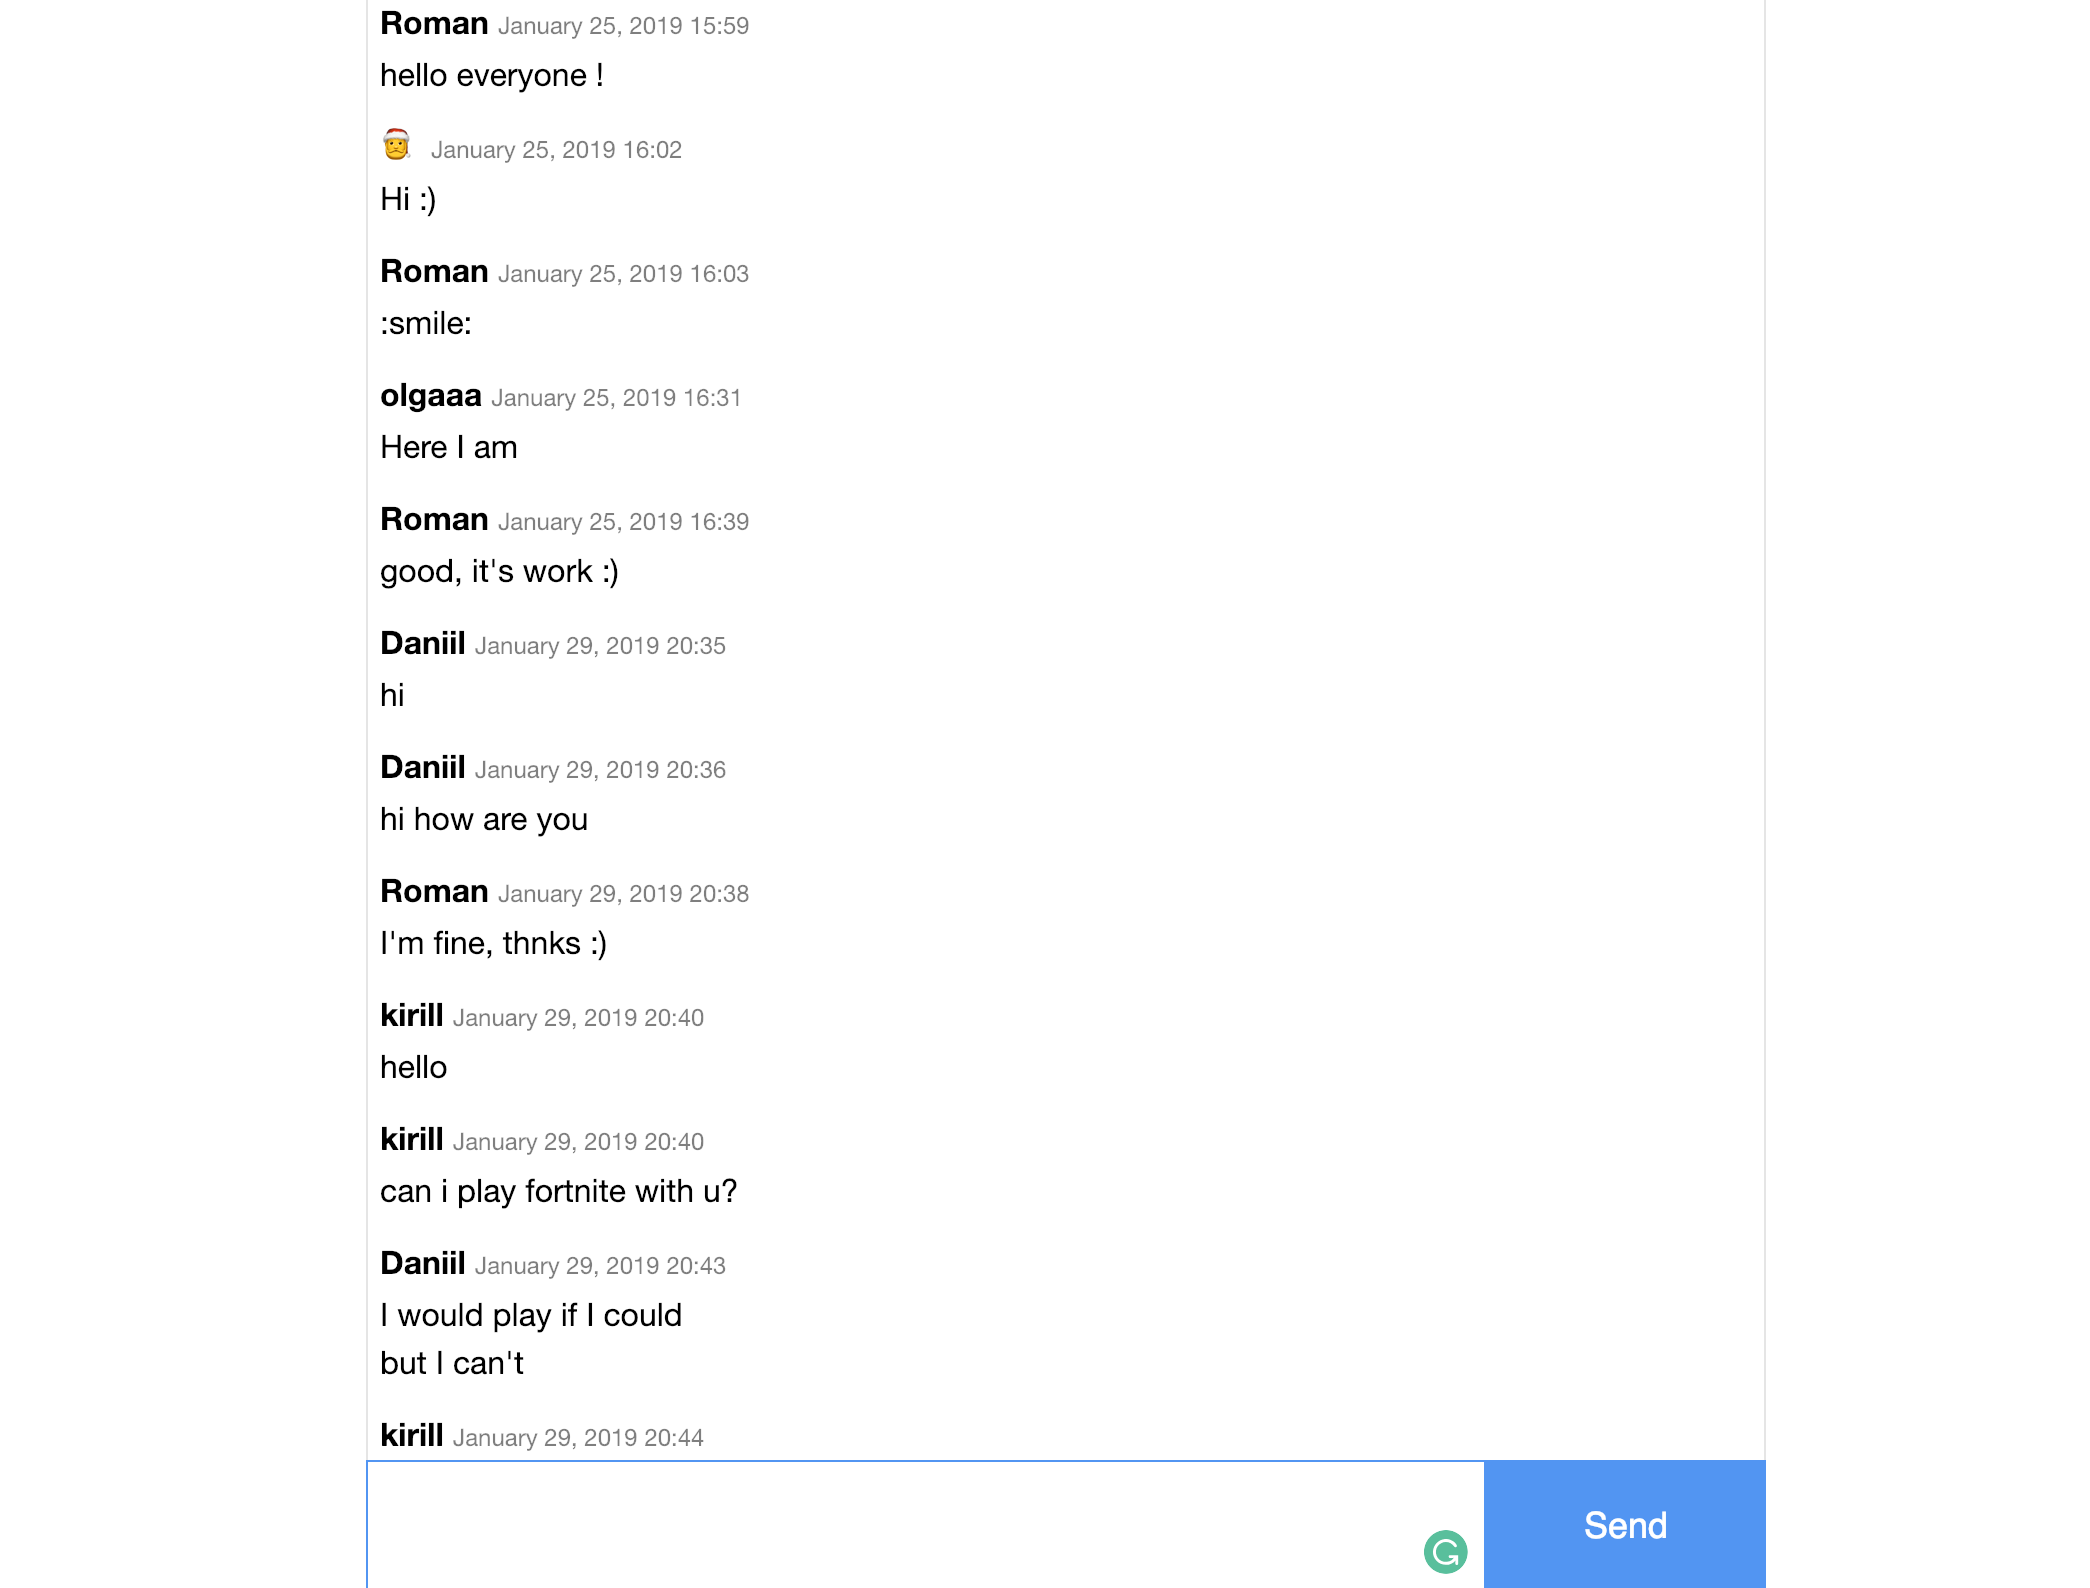 Roman January 25, 2019 15:59
hello everyone !
🎅 January 25, 2019 16:02
Hi :)
Roman January 25, 2019 16:03
:smile:
olgaaa January 25, 2019 16:31
Here I am
Roman January 25, 2019 16:39
good, it's work :)
Daniil January 29, 2019 20:35
hi
Daniil January 29, 2019 20:36
hi how are you
Roman January 29, 2019 20:38
I'm fine, thnks :)
kirill January 29, 2019 20:40
hello
kirill January 29, 2019 20:40
can i play fortnite with u?
Daniil January 29, 2019 20:43
I would play if I could
but I can't
kirill January 29, 2019 20:44
Send